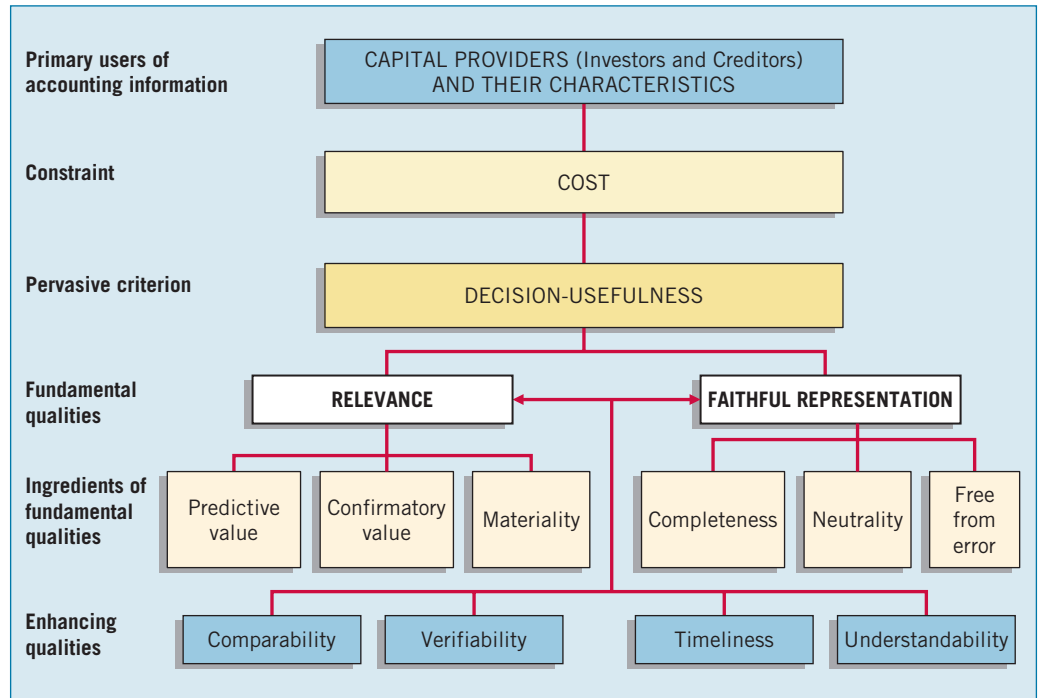 Primary users of
accounting information
CAPITAL PROVIDERS (Investors and Creditors)
AND THEIR CHARACTERISTICS
Constraint
COST
Pervasive criterion
DECISION-USEFULNESS
Fundamental
qualities
RELEVANCE
FAITHFUL REPRESENTATION
Ingredients of
fundamental
qualities
Predictive
value
Confirmatory
value
Materiality
Completeness
Neutrality
Free
from
error
Enhancing
qualities
Comparability
Verifiability
Timeliness
Understandability